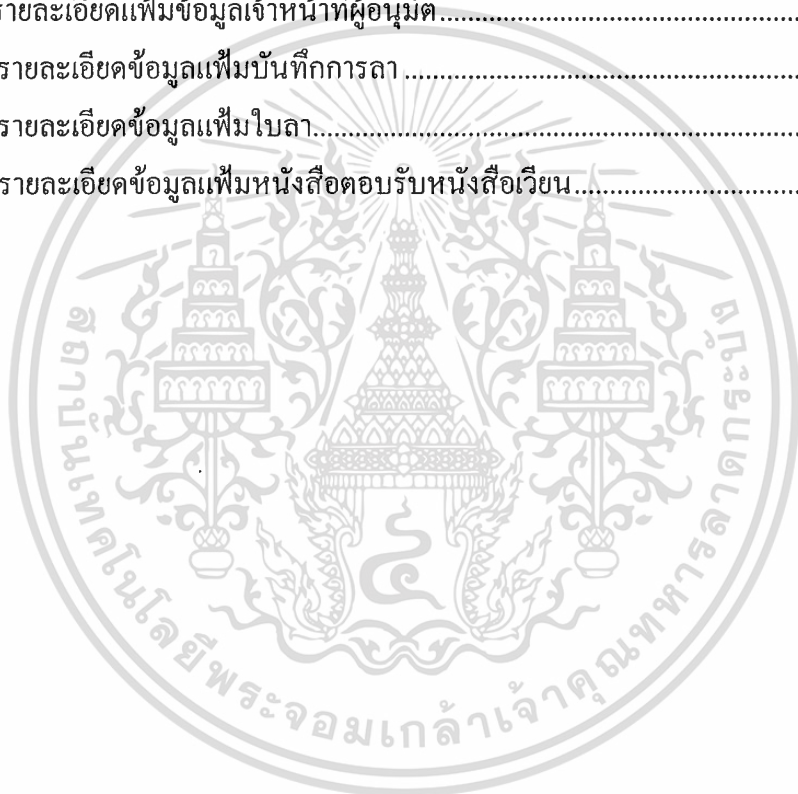 รายละเอียดแฟ้มข้อมูลเจ้าหน้าที่ผู้อนุมัติ
รายละเอียดข้อมูลแฟ้มบันทึกการลา
รายละเอียดข้อมูลแฟ้มใบลา
รายละเอียดข้อมูลแฟ้มหนังสือตอบรับหนังสือเวียน
สถาบันเทคโนโลยีพระจอมเกล้าเจ้าคุณทหารลาดกระบัง
๔